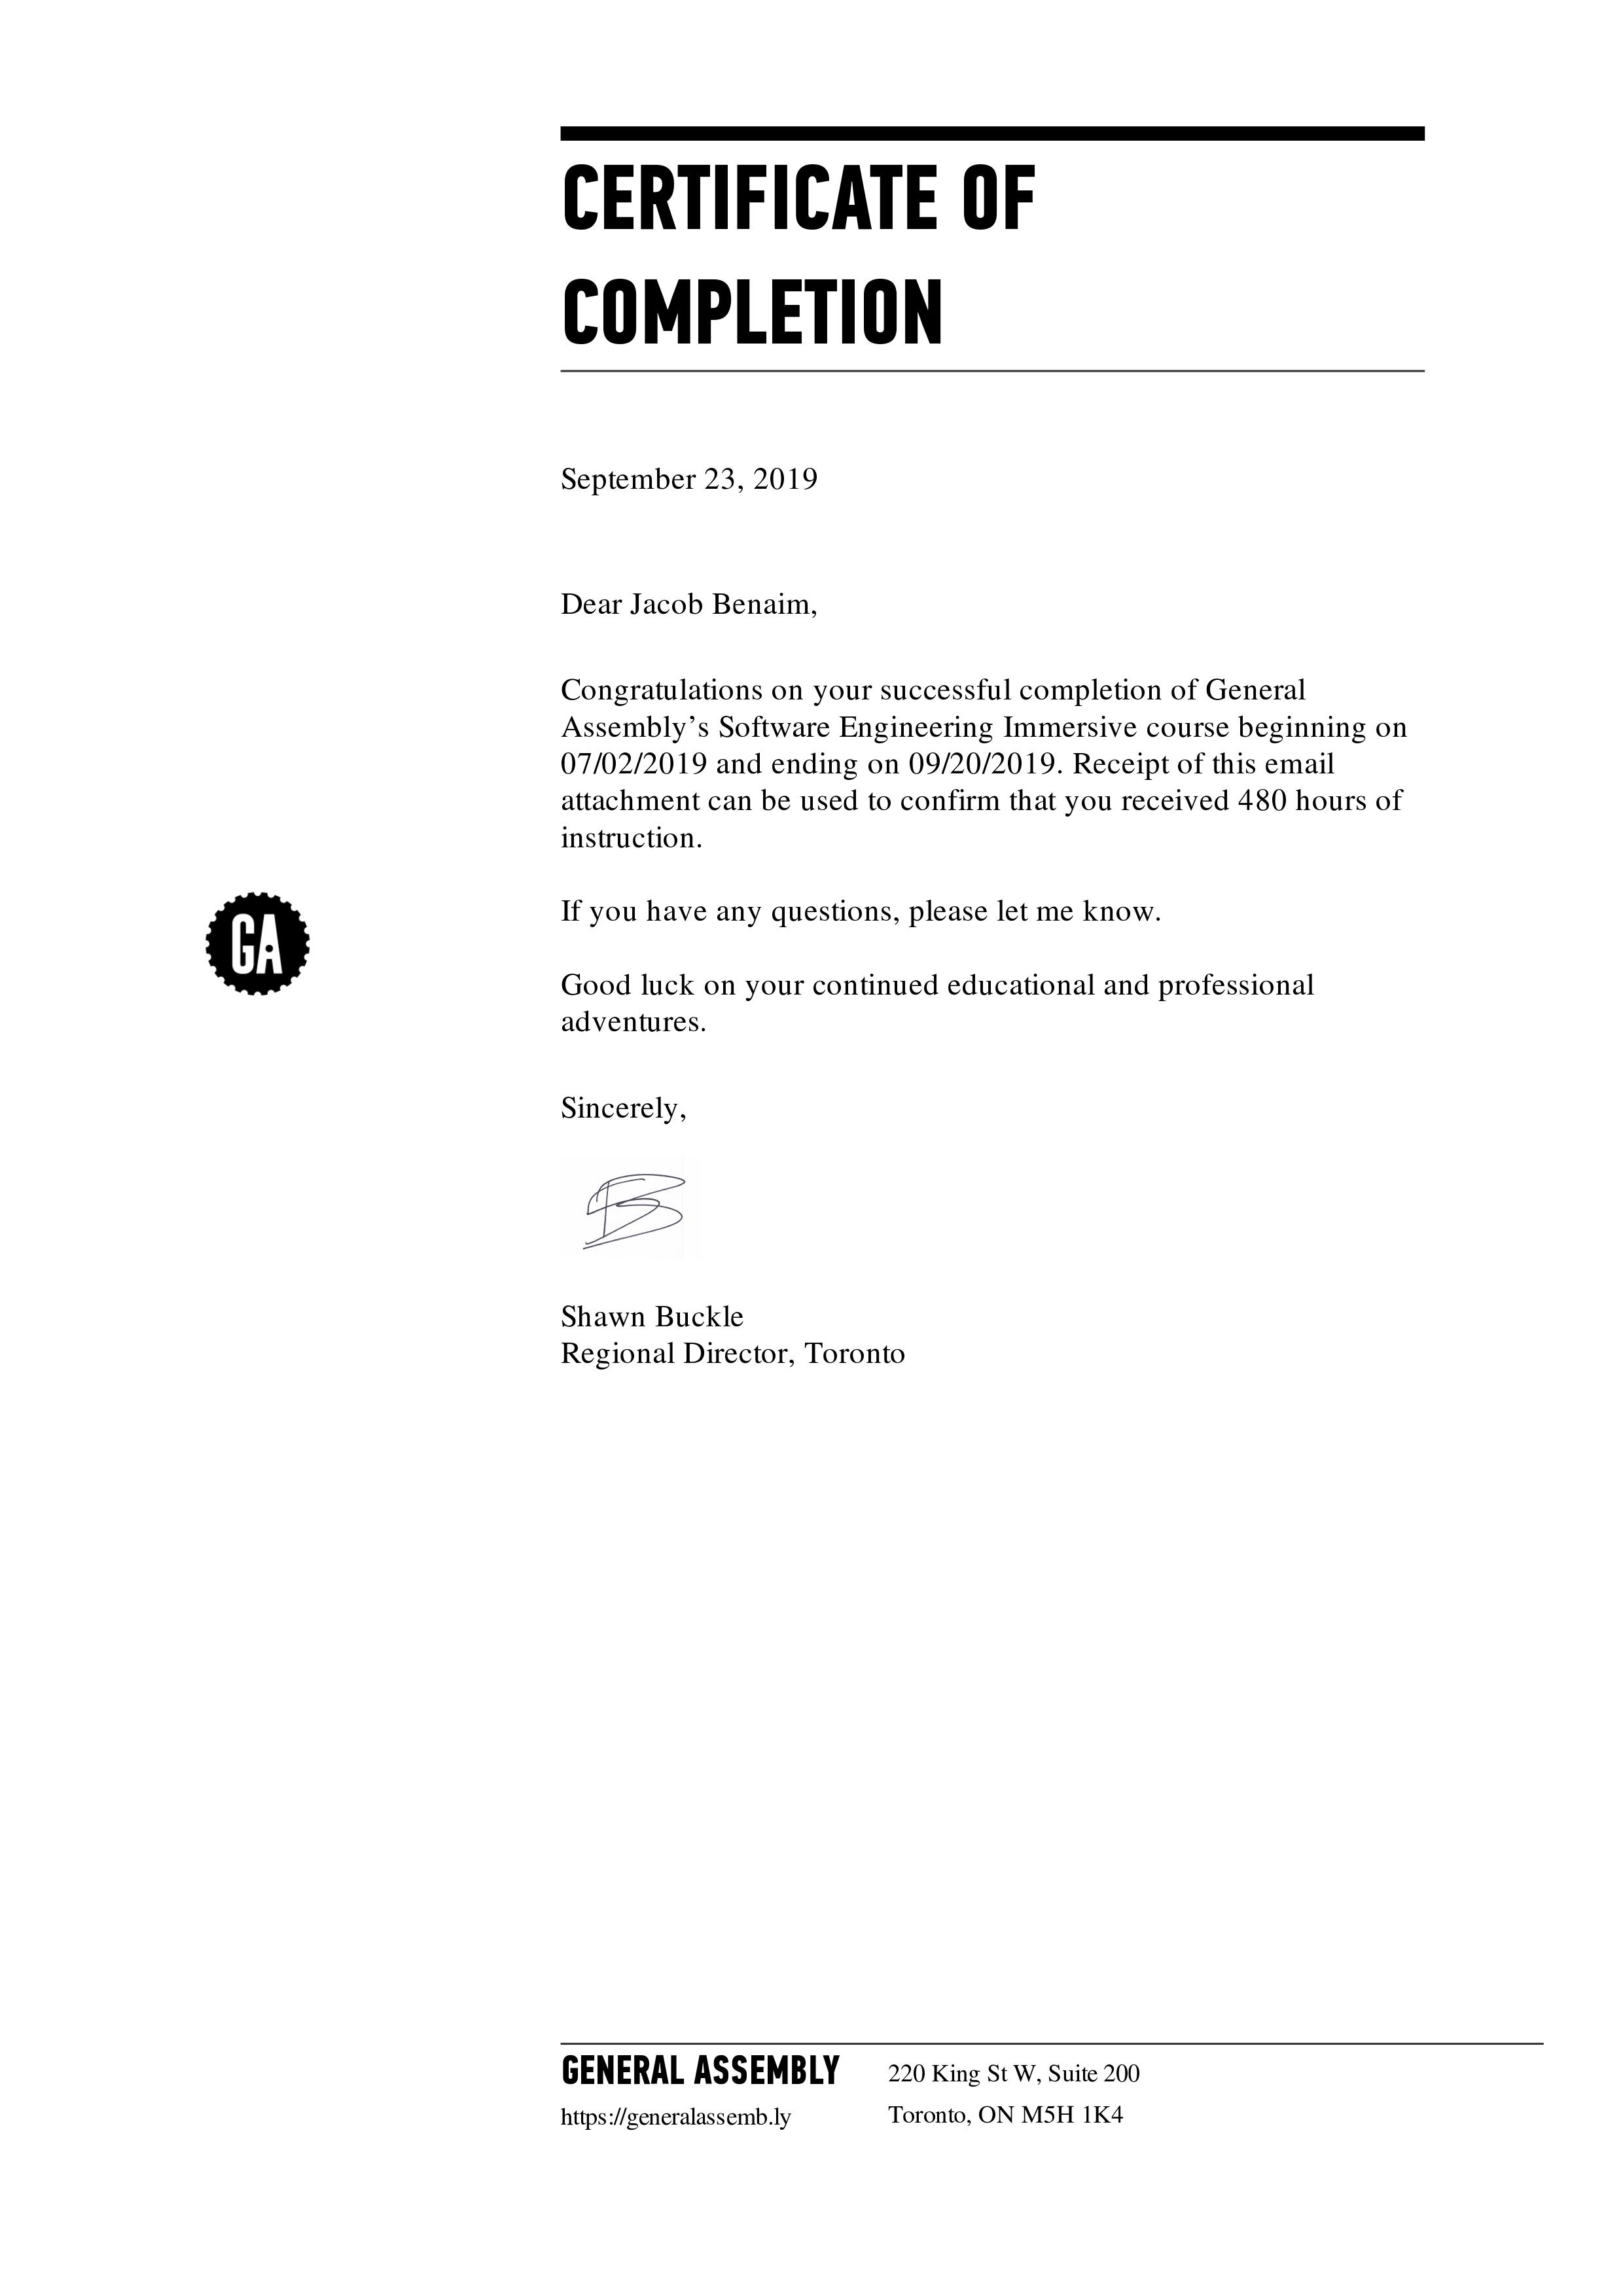 CERTIFICATE OF
COMPLETION
September 23, 2019
Dear Jacob Benaim,
Congratulations on your successful completion of General
Assembly’s Software Engineering Immersive course beginning on
07/02/2019 and ending on 09/20/2019. Receipt of this email
attachment can be used to confirm that you received 480 hours of
instruction.
GA
If you have any questions, please let me know.
Good luck on your continued educational and professional
adventures.
Sincerely,
Shawn Buckle
Regional Director, Toronto
GENERAL ASSEMBLY
https://generalassemb.ly
220 King St W, Suite 200
Toronto, ON M5H 1K4